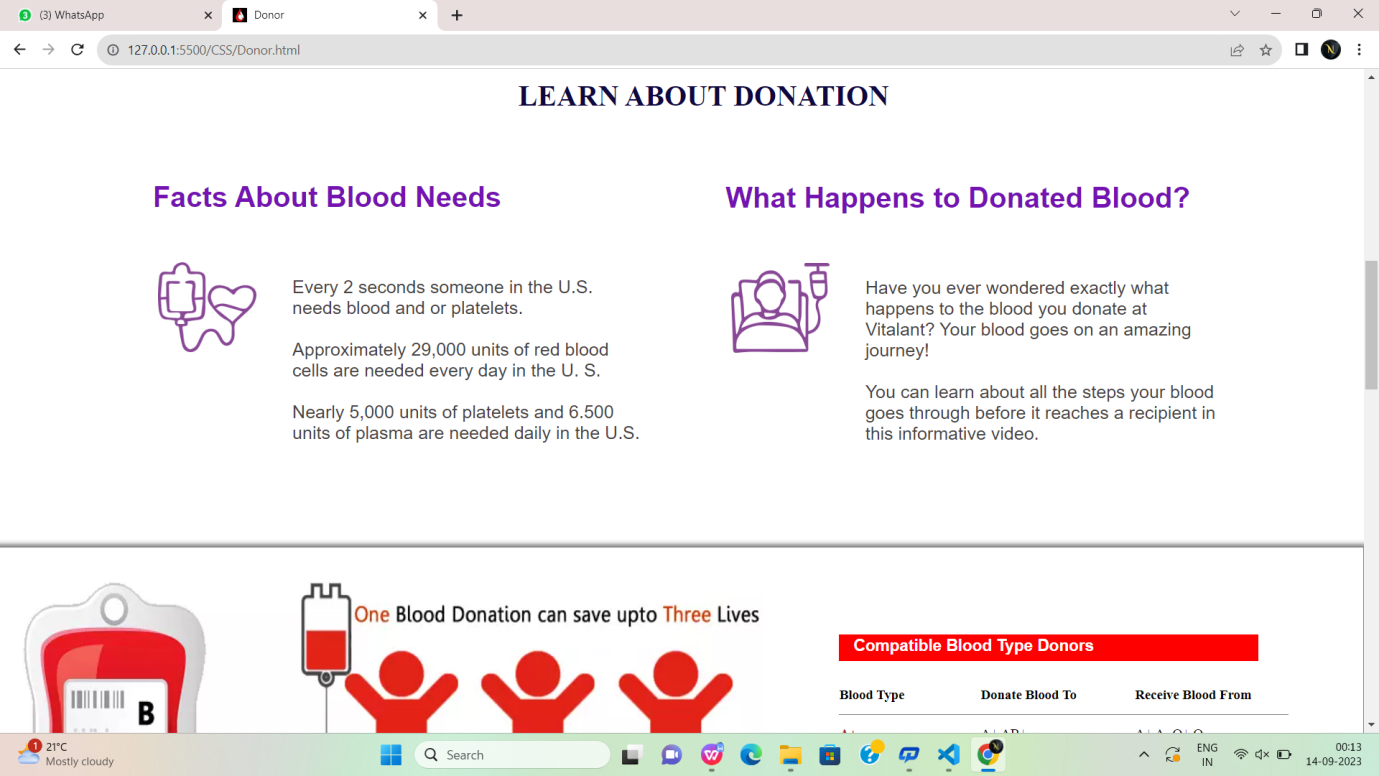 (3) WhatsApp
Donor
127.0.0.1:5500/CSS/Donor.html
LEARN ABOUT DONATION
Facts About Blood Needs
Every 2 seconds someone in the U.S.
needs blood and or platelets.
Approximately 29,000 units of red blood
cells are needed every day in the U. S.
Nearly 5,000 units of platelets and 6.500
units of plasma are needed daily in the U.S.
What Happens to Donated Blood?
Have you ever wondered exactly what
happens to the blood you donate at
Vitalant? Your blood goes on an amazing
journey!
You can learn about all the steps your blood
goes through before it reaches a recipient in
this informative video.
B
One Blood Donation can save upto Three Lives
Compatible Blood Type Donors
Blood Type Donate Blood To Receive Blood From
1
21°C
Mostly cloudy
Search
ENG
IN
00:13
14-09-2023